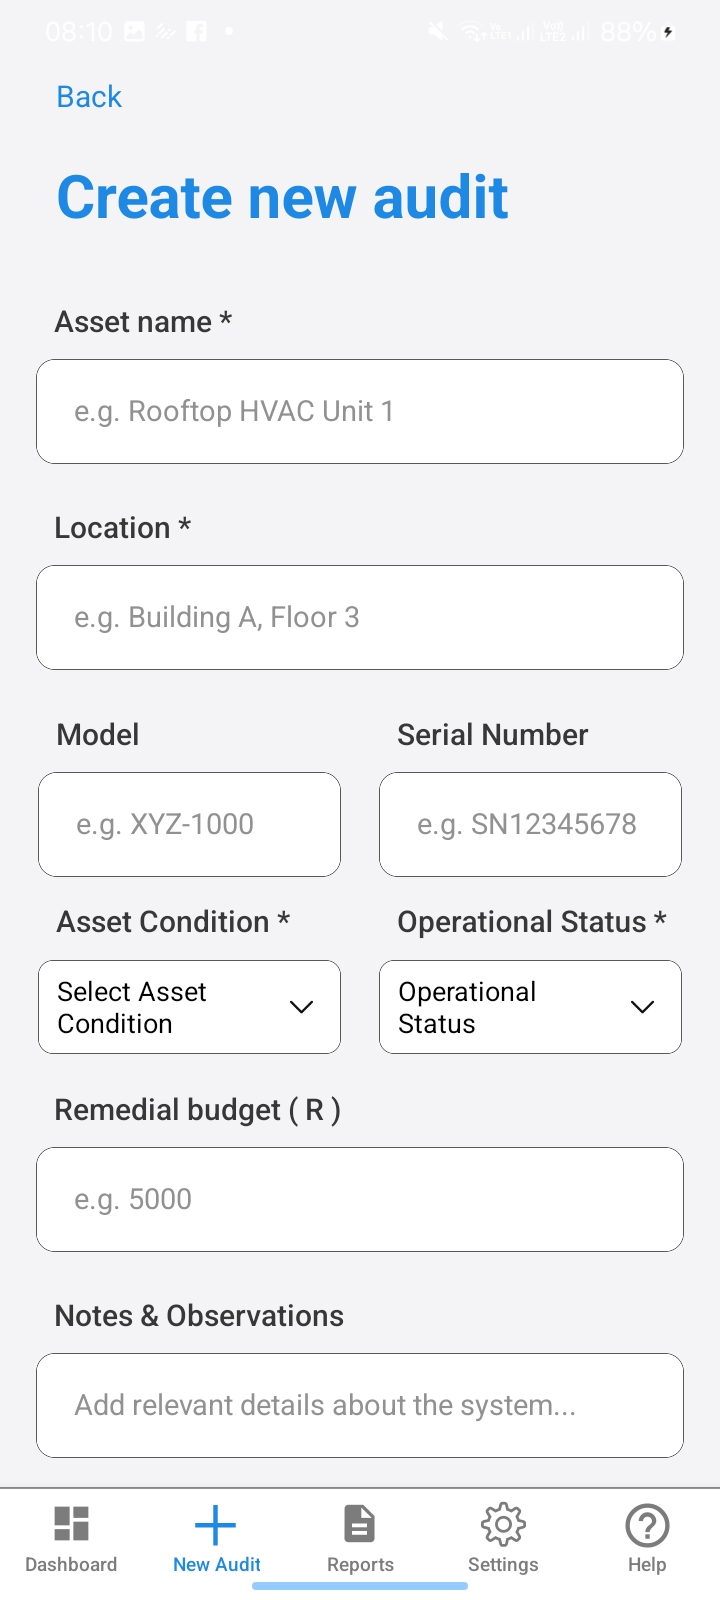 08:10 88%
Back
Create new audit
Asset name *
e.g. Rooftop HVAC Unit 1
Location *
e.g. Building A, Floor 3
Model Serial Number
e.g. XYZ-1000 e.g. SN12345678
Asset Condition * Operational Status *
Select Asset Condition
Operational Status
Remedial budget ( R )
e.g. 5000
Notes & Observations
Add relevant details about the system...
Dashboard New Audit Reports Settings Help